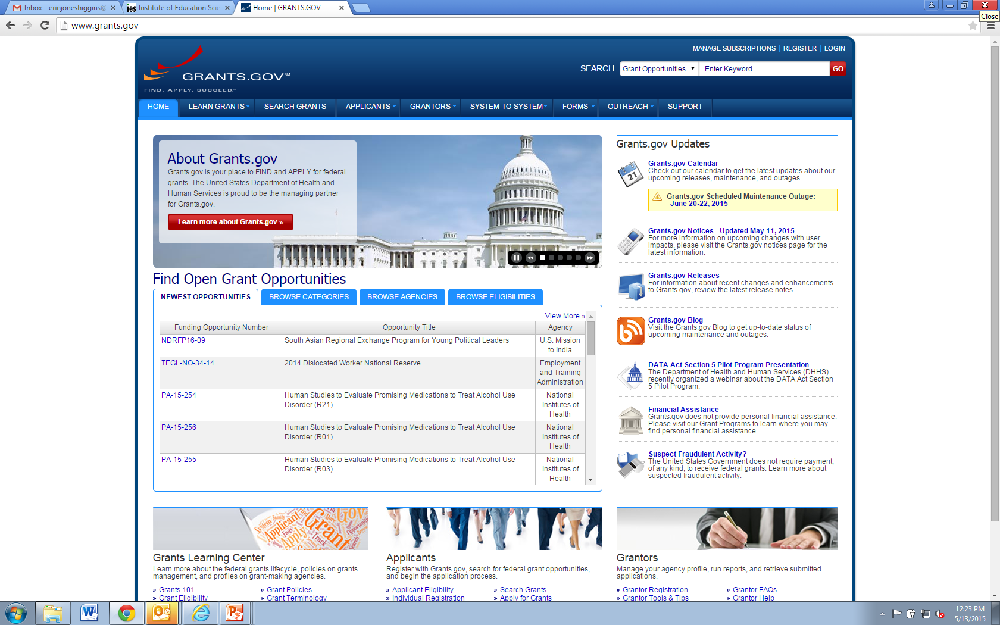 Inbox - erinjoneshiggins@
ies Institute of Education Scie
Home | GRANTS.GOV
Close
www.grants.gov
MANAGE SUBSCRIPTIONS | REGISTER | LOGIN
SEARCH: Grant Opportunities Enter Keyword... GO
GRANTS.GOV℠
FIND. APPLY. SUCCEED.
HOME LEARN GRANTS SEARCH GRANTS APPLICANTS GRANTORS SYSTEM-TO-SYSTEM FORMS OUTREACH SUPPORT
About Grants.gov
Grants.gov is your place to FIND and APPLY for federal
grants. The United States Department of Health and
Human Services is proud to be the managing partner
for Grants.gov.
Learn more about Grants.gov »
Find Open Grant Opportunities
NEWEST OPPORTUNITIES BROWSE CATEGORIES BROWSE AGENCIES BROWSE ELIGIBILITIES
View More »
Funding Opportunity Number Opportunity Title Agency
NDRFP16-09 South Asian Regional Exchange Program for Young Political Leaders U.S. Mission
to India
TEGL-NO-34-14 2014 Dislocated Worker National Reserve Employment
and Training
Administration
PA-15-254 Human Studies to Evaluate Promising Medications to Treat Alcohol Use National
Disorder (R21) Institutes of
Health
PA-15-256 Human Studies to Evaluate Promising Medications to Treat Alcohol Use National
Disorder (R01) Institutes of
Health
PA-15-255 Human Studies to Evaluate Promising Medications to Treat Alcohol Use National
Disorder (R03) Institutes of
Health
Grants.gov Updates
21
Grants.gov Calendar
Check out our calendar to get the latest updates about our
upcoming releases, maintenance, and outages.
Grants.gov Scheduled Maintenance Outage:
June 20-22, 2015
Grants.gov Notices - Updated May 11, 2015
For more information on upcoming changes with user
impacts, please visit the Grants.gov notices page for the
latest information.
Grants.gov Releases
For information about recent changes and enhancements
to Grants.gov, review the latest release notes.
Grants.gov Blog
Visit the Grants.gov Blog to get up-to-date status of
upcoming maintenance and outages.
DATA Act Section 5 Pilot Program Presentation
The Department of Health and Human Services (DHHS)
recently organized a webinar about the DATA Act Section
5 Pilot Program.
Financial Assistance
Grants.gov does not provide personal financial assistance.
Please visit our Grant Programs to learn where you may
find personal financial assistance.
Suspect Fraudulent Activity?
The United States Government does not require payment,
of any kind, to receive federal grants. Learn more about
suspected fraudulent activity.
System Family Gov
Applicant Grant
Faqs Apply Track
Grants Learning Center
Learn more about the federal grants lifecycle, policies on grants
management, and profiles on grant-making agencies.
» Grants 101 » Grant Policies
» Grant Eligibility » Grant Terminology
Applicants
Register with Grants.gov, search for federal grant opportunities,
and begin the application process.
» Applicant Eligibility » Search Grants
» Individual Registration » Apply for Grants
Grantors
Manage your agency profile, run reports, and retrieve submitted
applications.
» Grantor Registration » Grantor FAQs
» Grantor Tools & Tips » Grantor Help
12:23 PM
5/13/2015